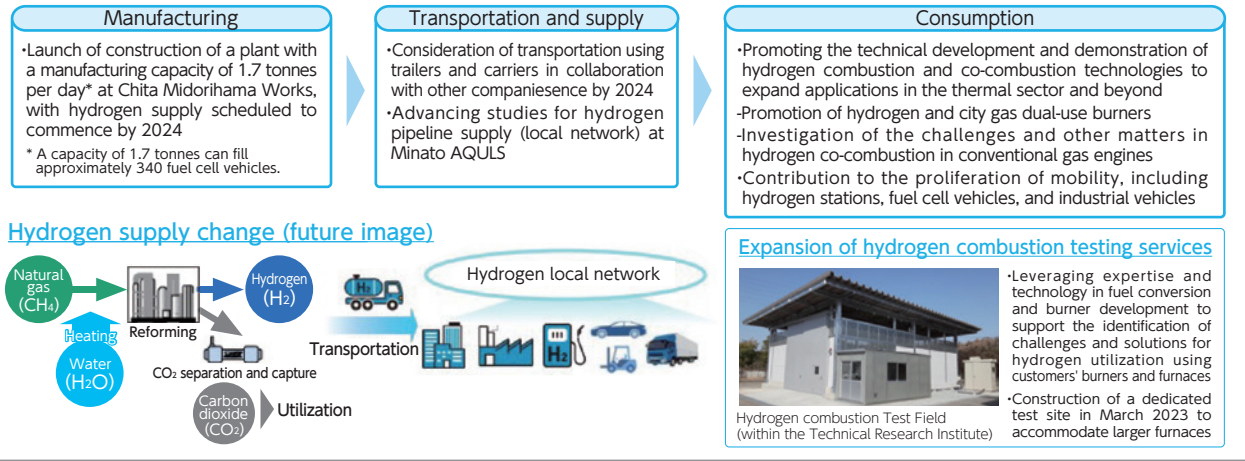 Manufacturing
・Launch of construction of a plant with
a manufacturing capacity of 1.7 tonnes
per day* at Chita Midorihama Works,
with hydrogen supply scheduled to
commence by 2024
* A capacity of 1.7 tonnes can fill
approximately 340 fuel cell vehicles.
Transportation and supply
・Consideration of transportation using
trailers and carriers in collaboration
with other companiesence by 2024
・Advancing studies for hydrogen
pipeline supply (local network) at
Minato AQULS
Consumption
・Promoting the technical development and demonstration of
hydrogen combustion and co-combustion technologies to
expand applications in the thermal sector and beyond
-Promotion of hydrogen and city gas dual-use burners
-Investigation of the challenges and other matters in
hydrogen co-combustion in conventional gas engines
・Contribution to the proliferation of mobility, including
hydrogen stations, fuel cell vehicles, and industrial vehicles
Hydrogen supply change (future image)
Natural
gas
(CH₄)
Reforming
Hydrogen
(H₂)
Heating
Water
(H₂O)
CO₂ separation and capture
Carbon
dioxide
(CO₂)
Utilization
H₂
Transportation
Hydrogen local network
H₂
Expansion of hydrogen combustion testing services
Hydrogen combustion Test Field
(within the Technical Research Institute)
・Leveraging expertise and
technology in fuel conversion
and burner development to
support the identification of
challenges and solutions for
hydrogen utilization using
customers' burners and furnaces
・Construction of a dedicated
test site in March 2023 to
accommodate larger furnaces